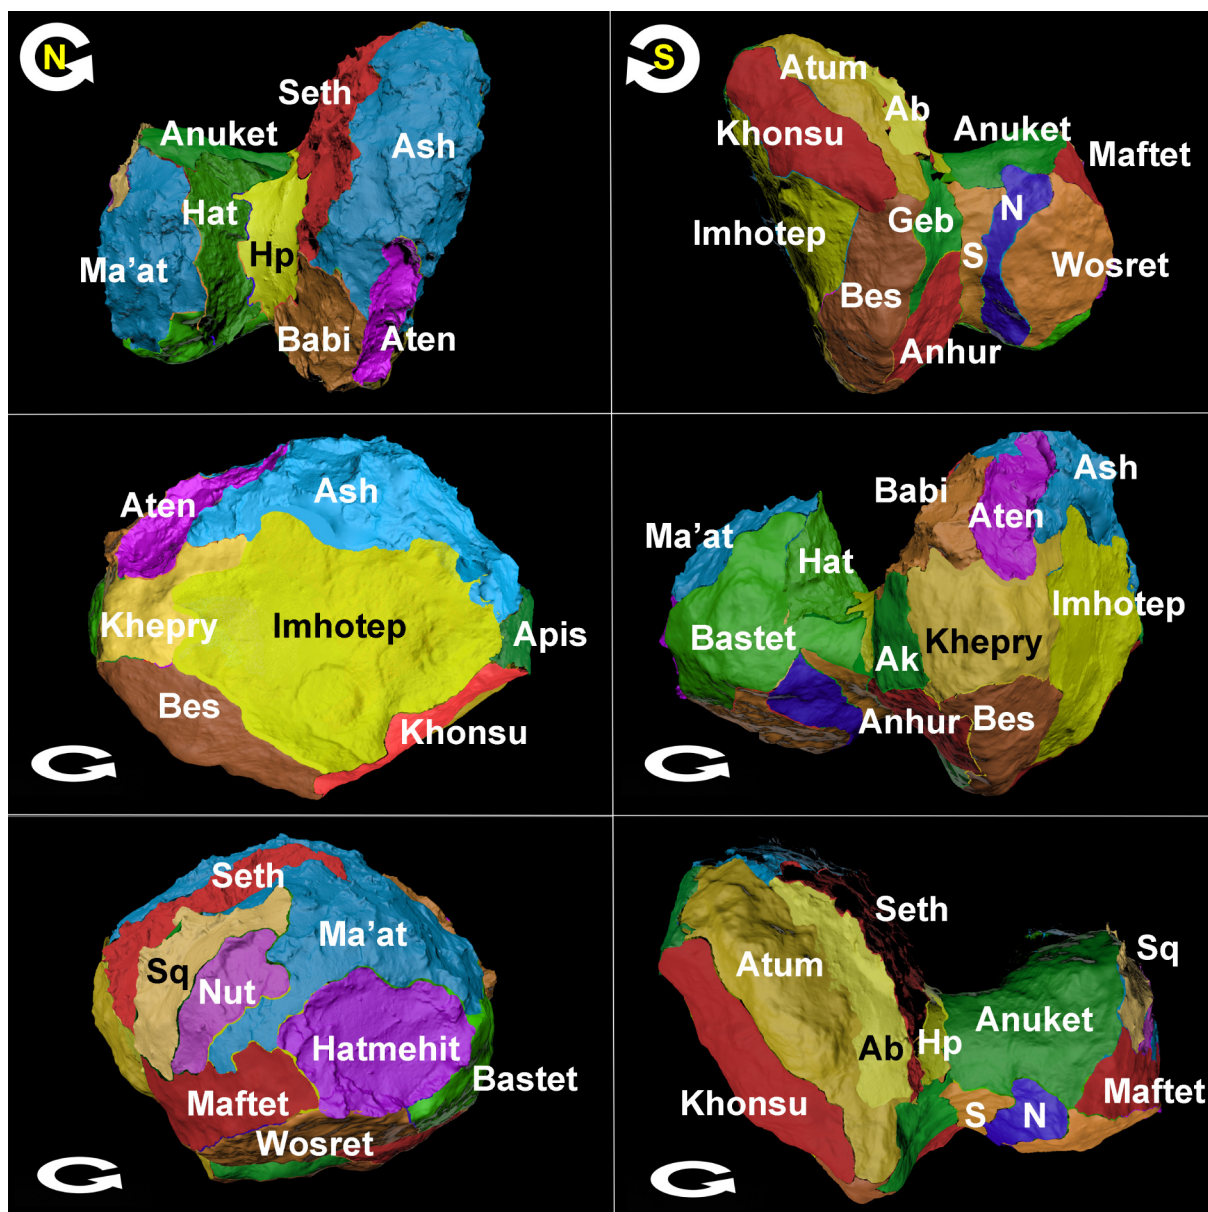 N
Seth
Anuket
Ash
Hat
Hp
Ma’at
Babi
Aten
S
Atum
Ab
Khonsu
Anuket
Maftet
Imhotep
Geb
N
S
Wosret
Bes
Anhur
Aten
Ash
Khepry
Imhotep
Apis
Bes
Khonsu
Babi
Ash
Aten
Ma’at
Hat
Imhotep
Bastet
Khepry
Ak
Anhur
Bes
Seth
Ma’at
Sq
Nut
Hatmehit
Bastet
Maftet
Wosret
Seth
Sq
Atum
Anuket
Ab
Hp
Khonsu
Maftet
S
N